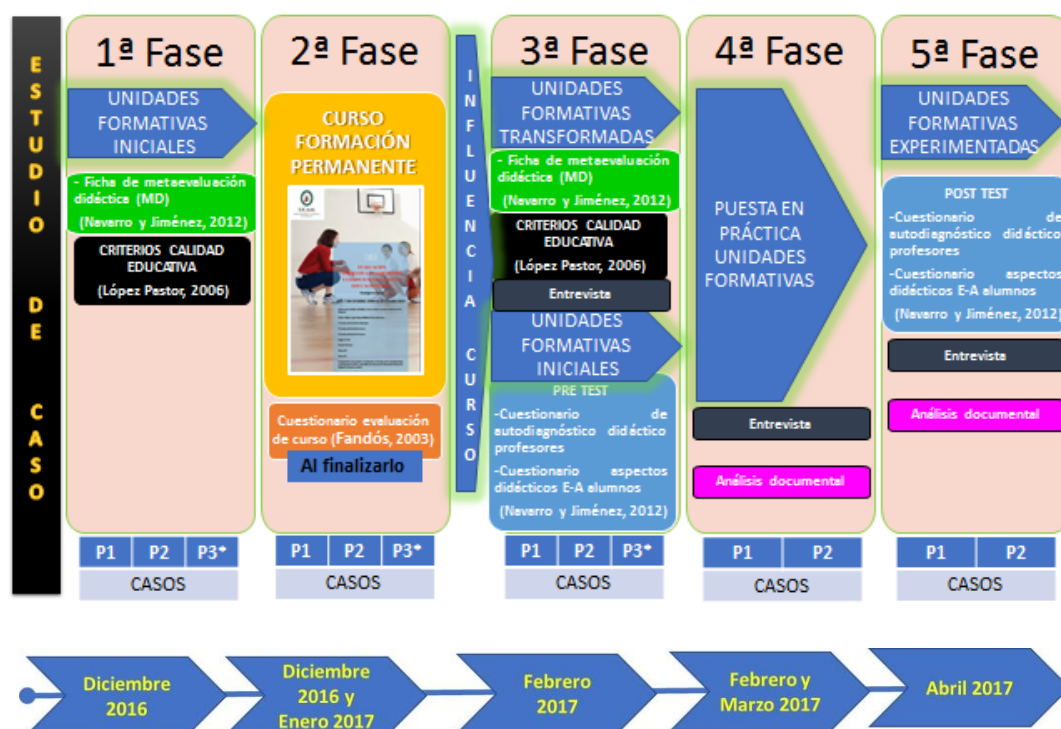 ESTUDIO DE CASO
1ª Fase
UNIDADES
FORMATIVAS
INICIALES
- Ficha de metaevaluación
didáctica (MD)
(Navarro y Jiménez, 2012)
CRITERIOS CALIDAD
EDUCATIVA
(López Pastor, 2006)
P1 P2 P3*
CASOS
2ª Fase
CURSO
FORMACIÓN
PERMANENTE
Cuestionario evaluación
de curso (Fandós, 2003)
Al finalizarlo
P1 P2 P3*
CASOS
INFLUENCIA CURSO
3ª Fase
UNIDADES
FORMATIVAS
TRANSFORMADAS
- Ficha de metaevaluación
didáctica (MD)
(Navarro y Jiménez, 2012)
CRITERIOS CALIDAD
EDUCATIVA
(López Pastor, 2006)
Entrevista
UNIDADES
FORMATIVAS
INICIALES
PRE TEST
-Cuestionario de
autodiagnóstico didáctico
profesores
-Cuestionario aspectos
didácticos E-A alumnos
(Navarro y Jiménez, 2012)
P1 P2 P3*
CASOS
4ª Fase
PUESTA EN
PRÁCTICA
UNIDADES
FORMATIVAS
Entrevista
Análisis documental
P1 P2
CASOS
5ª Fase
UNIDADES
FORMATIVAS
EXPERIMENTADAS
POST TEST
-Cuestionario de
autodiagnóstico didáctico
profesores
-Cuestionario aspectos
didácticos E-A alumnos
(Navarro y Jiménez, 2012)
Entrevista
Análisis documental
P1 P2
CASOS
Diciembre
2016
Diciembre
2016 y
Enero 2017
Febrero
2017
Febrero y
Marzo 2017
Abril 2017